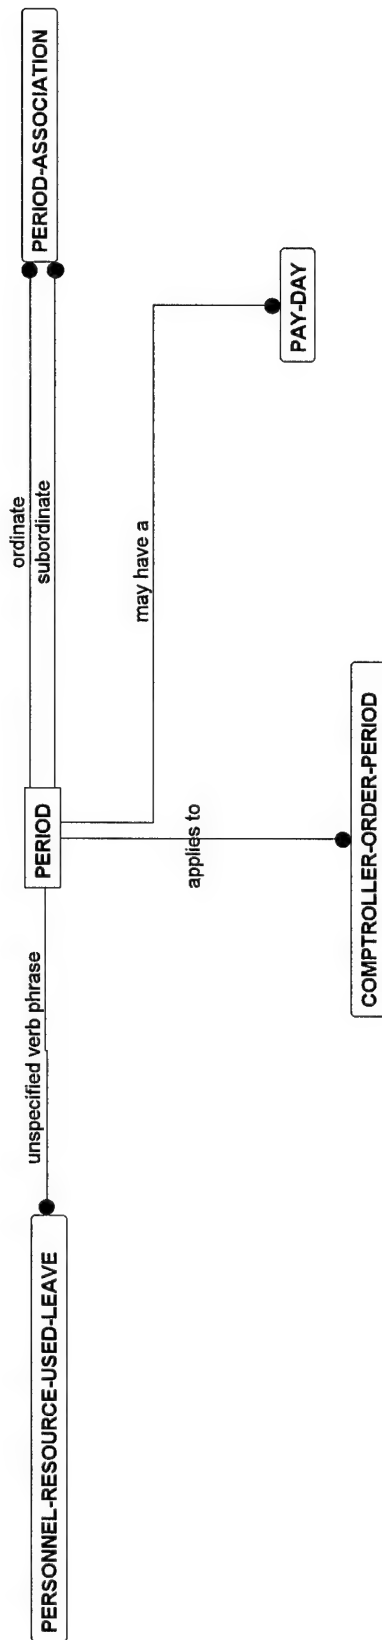 PERIOD-ASSOCIATION
ordinate
subordinate
PAY-DAY
may have a
PERIOD
applies to
COMPTROLLER-ORDER-PERIOD
unspecified verb phrase
PERSONNEL-RESOURCE-USED-LEAVE